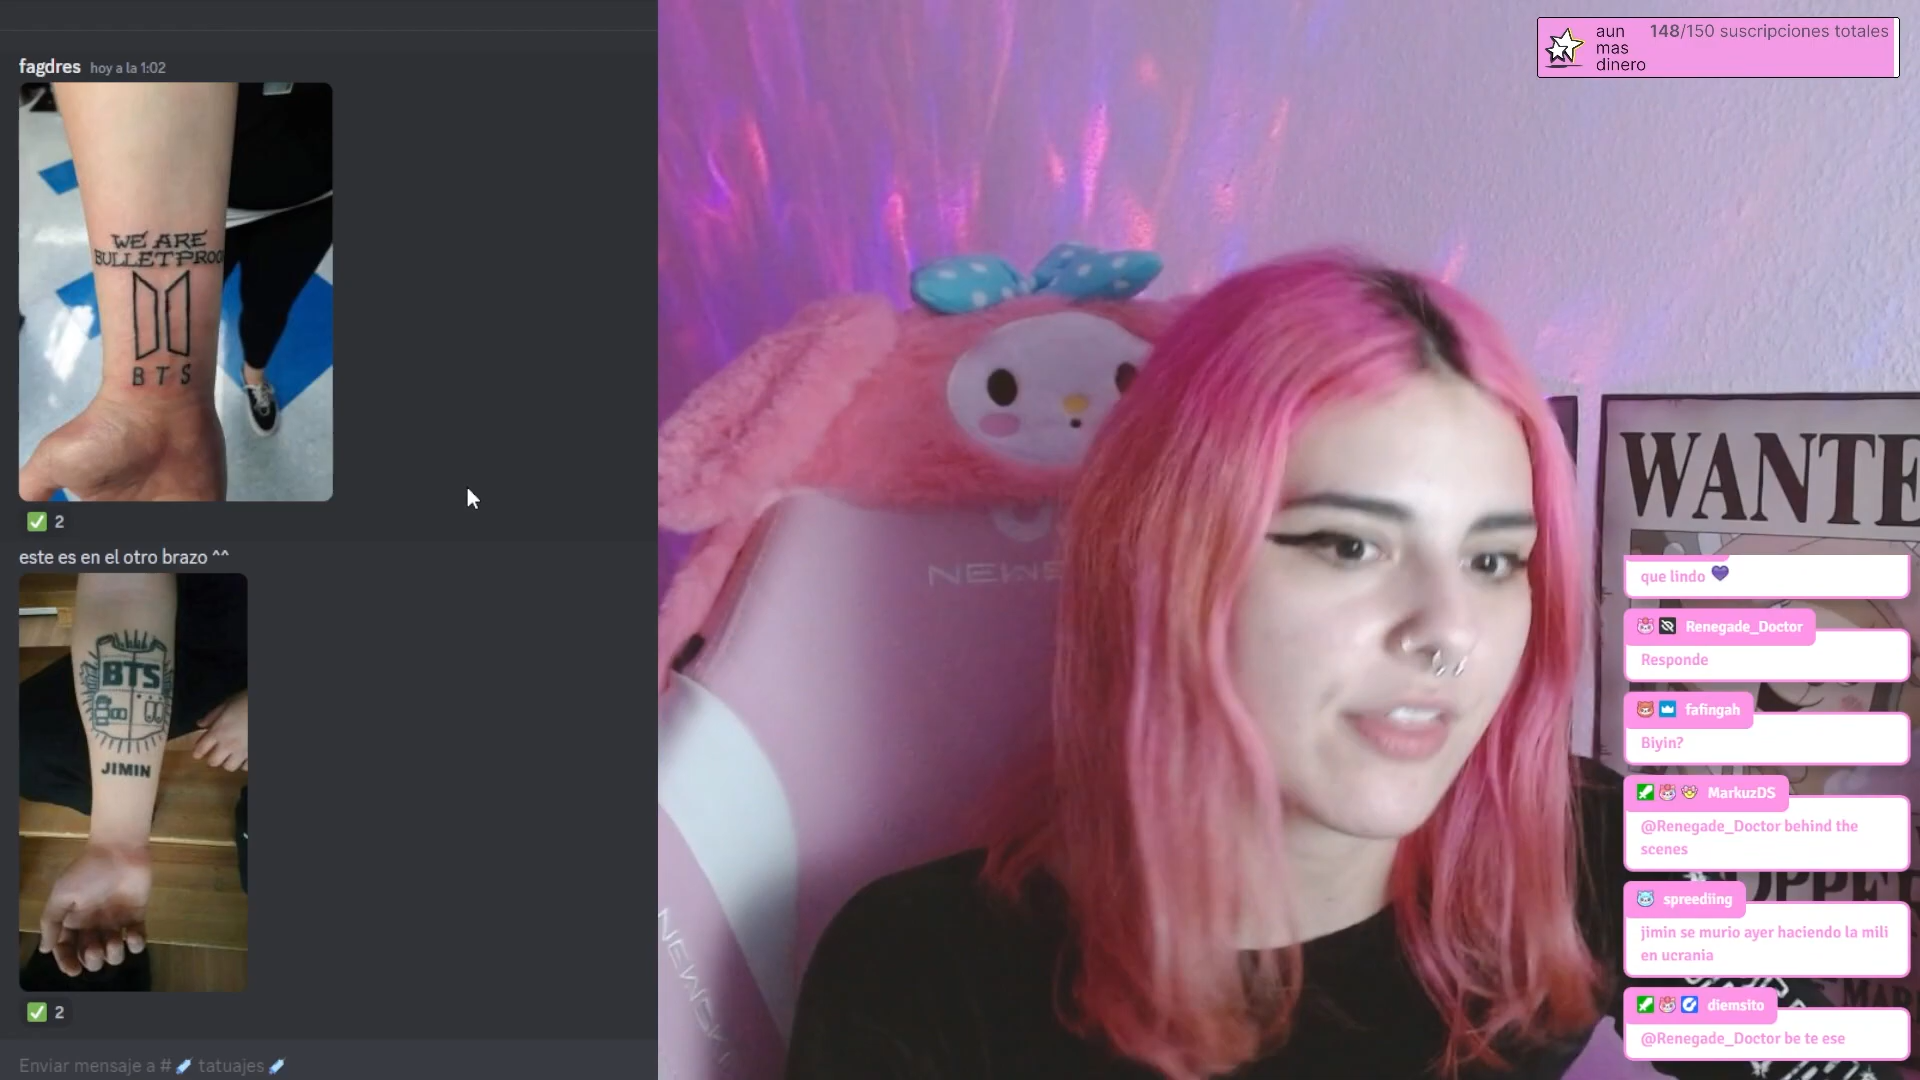 fagdres hoy a la 1:02
WE ARE
BULLETPROO
BTS
2
este es en el otro brazo ^^
BTS
JIMIN
2
Enviar mensaje a # tatuajes
aun
mas
dinero
148/150 suscripciones totales
WANTE
que lindo 💜
Renegade_Doctor
Responde
fafingah
Biyin?
MarkuzDS
@Renegade_Doctor behind the
scenes
spreediing
jimin se murio ayer haciendo la mili
en ucrania
diemsito
@Renegade_Doctor be te ese